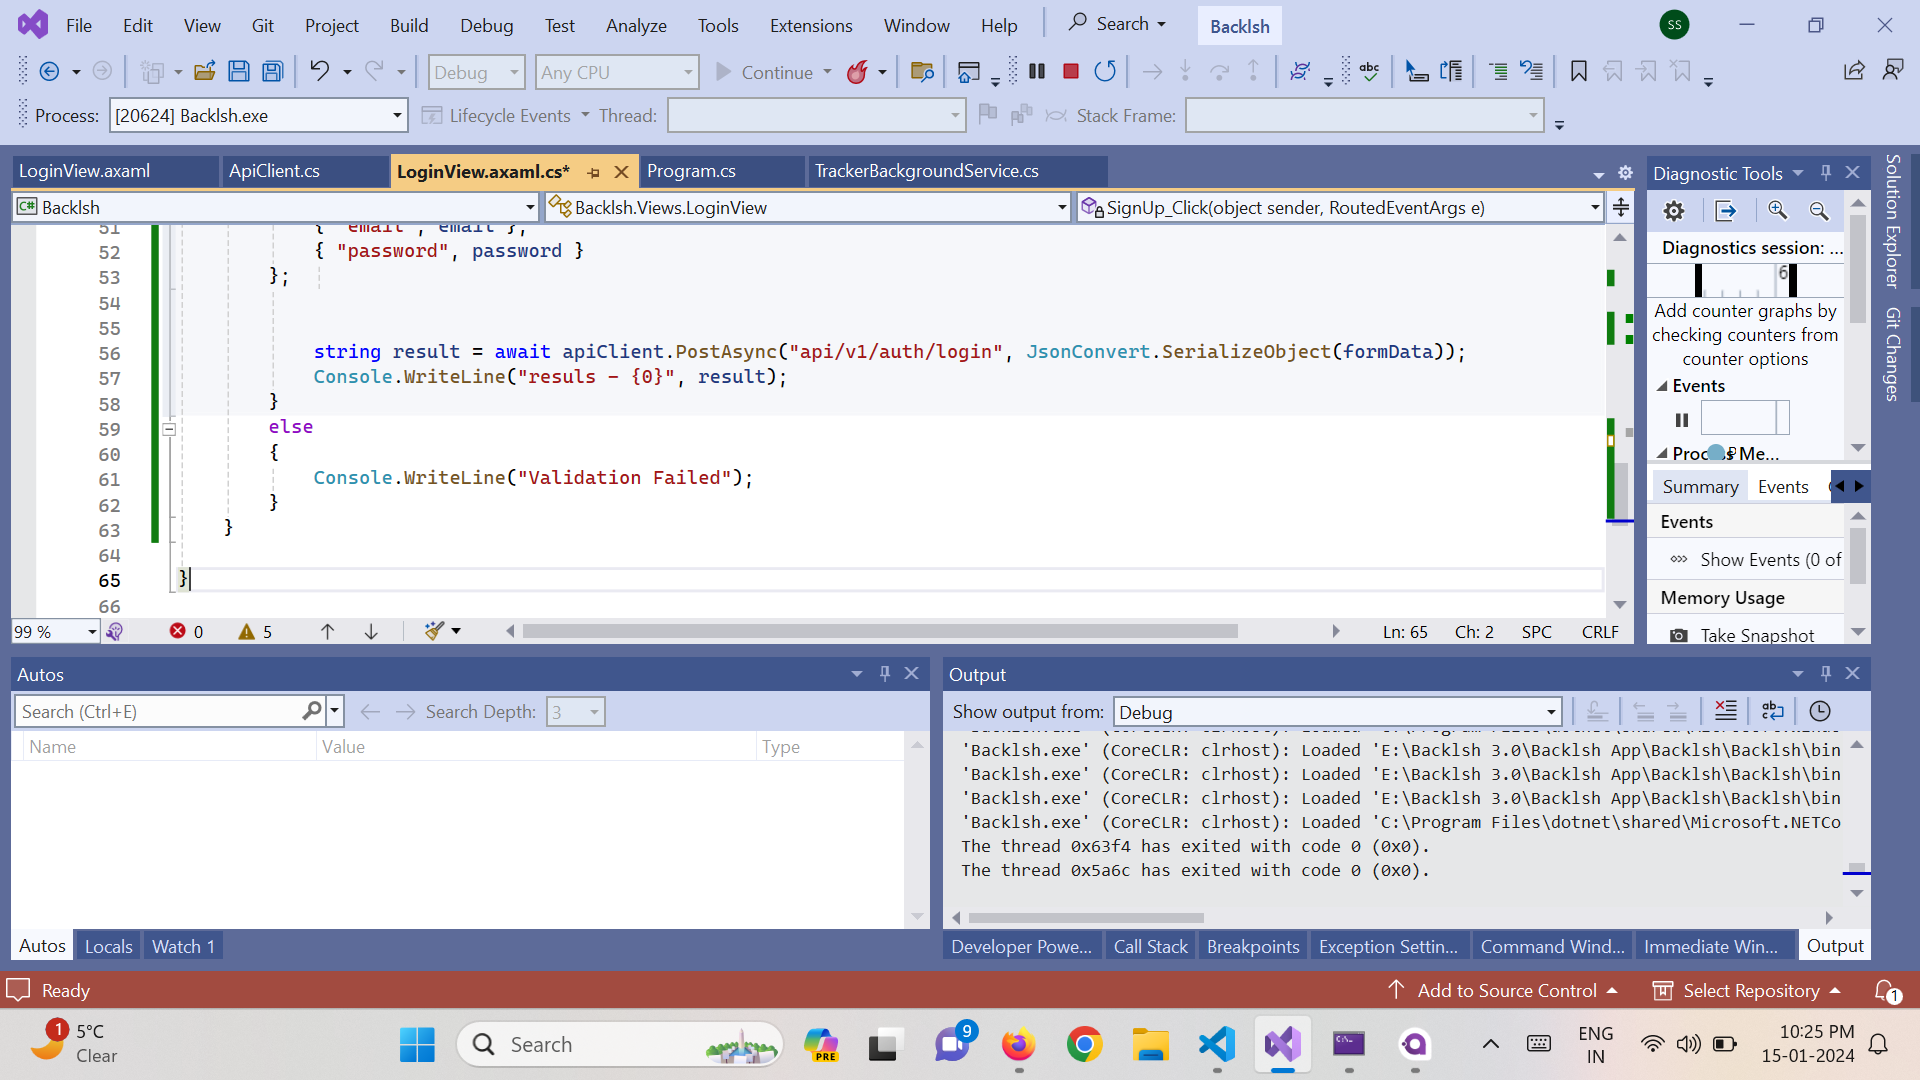 File Edit View Git Project Build Debug Test Analyze Tools Extensions Window Help Search Backlsh SS
Debug Any CPU Continue
Process: [20624] Backlsh.exe Lifecycle Events Thread: Stack Frame:
LoginView.axaml ApiClient.cs LoginView.axaml.cs* Program.cs TrackerBackgroundService.cs
Backlsh Backlsh.Views.LoginView SignUp_Click(object sender, RoutedEventArgs e)
51 { "email", email },
52 { "password", password }
53 };
54
55
56 string result = await apiClient.PostAsync("api/v1/auth/login", JsonConvert.SerializeObject(formData));
57 Console.WriteLine("resuls - {0}", result);
58 }
59 else
60 {
61 Console.WriteLine("Validation Failed");
62 }
63 }
64
65 }
66
99 % 0 5 Ln: 65 Ch: 2 SPC CRLF
Diagnostic Tools
Diagnostics session: ...
6
Add counter graphs by
checking counters from
counter options
Events
Process Me...
Summary Events
Events
Show Events (0 of
Memory Usage
Take Snapshot
Solution Explorer
Git Changes
Autos
Search (Ctrl+E) Search Depth: 3
Name Value Type
Autos Locals Watch 1
Output
Show output from: Debug
'Backlsh.exe' (CoreCLR: clrhost): Loaded 'E:\Backlsh 3.0\Backlsh App\Backlsh\Backlsh\bin
'Backlsh.exe' (CoreCLR: clrhost): Loaded 'E:\Backlsh 3.0\Backlsh App\Backlsh\Backlsh\bin
'Backlsh.exe' (CoreCLR: clrhost): Loaded 'E:\Backlsh 3.0\Backlsh App\Backlsh\Backlsh\bin
'Backlsh.exe' (CoreCLR: clrhost): Loaded 'C:\Program Files\dotnet\shared\Microsoft.NETCo
The thread 0x63f4 has exited with code 0 (0x0).
The thread 0x5a6c has exited with code 0 (0x0).
Developer Powe... Call Stack Breakpoints Exception Settin... Command Wind... Immediate Win... Output
Ready Add to Source Control Select Repository 1
1 5°C
Clear
Search PRE 9
ENG
IN
10:25 PM
15-01-2024